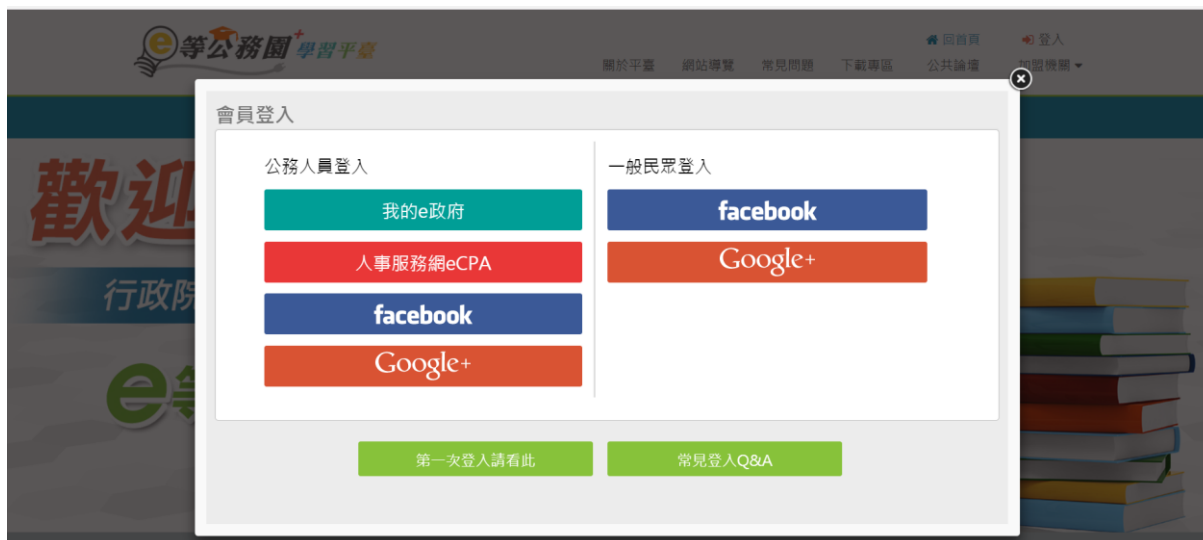 e等公務園+學習平臺
回首頁 登入
關於平臺 網站導覽 常見問題 下載專區 公共論壇 加盟機關
會員登入
公務人員登入
我的e政府
人事服務網eCPA
facebook
Google+
一般民眾登入
facebook
Google+
第一次登入請看此
常見登入Q&A
歡迎
行政院
e等